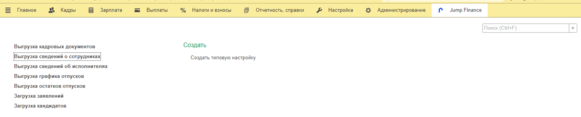 Главное Кадры Зарплата Выплаты Налоги и взносы Отчетность, справки Настройка Администрирование Jump.Finance
Поиск (Ctrl+F)
Выгрузка кадровых документов
Выгрузка сведений о сотрудниках
Выгрузка сведений об исполнителях
Выгрузка графика отпусков
Выгрузка остатков отпусков
Загрузка заявлений
Загрузка кандидатов
Создать
Создать типовую настройку